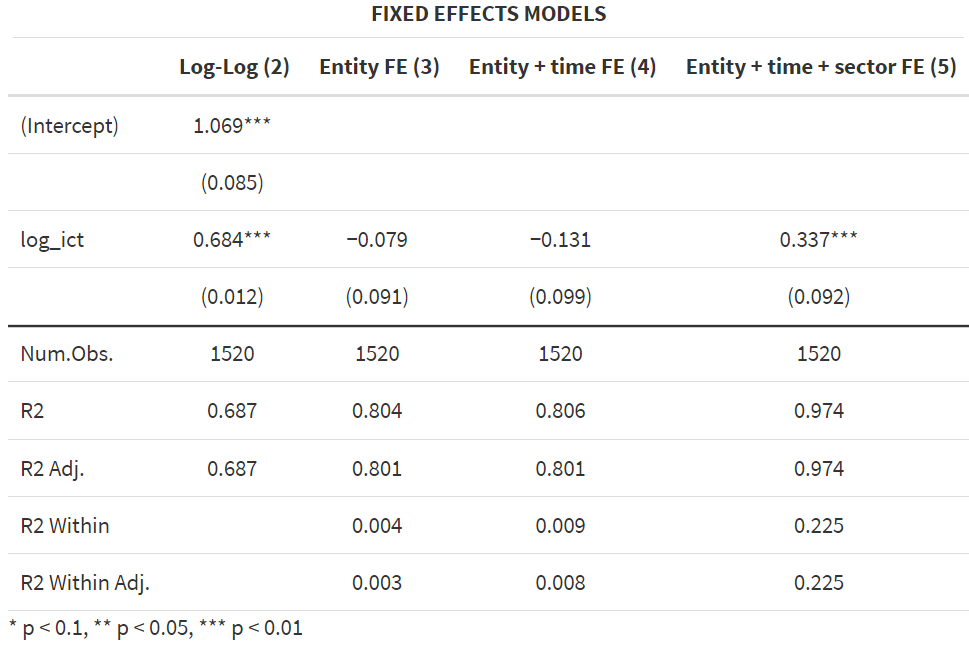 FIXED EFFECTS MODELS
Log-Log (2) Entity FE (3) Entity + time FE (4) Entity + time + sector FE (5)
(Intercept) 1.069***
(0.085)
log_ict 0.684*** −0.079 −0.131 0.337***
(0.012) (0.091) (0.099) (0.092)
Num.Obs. 1520 1520 1520 1520
R2 0.687 0.804 0.806 0.974
R2 Adj. 0.687 0.801 0.801 0.974
R2 Within 0.004 0.009 0.225
R2 Within Adj. 0.003 0.008 0.225
* p < 0.1, ** p < 0.05, *** p < 0.01